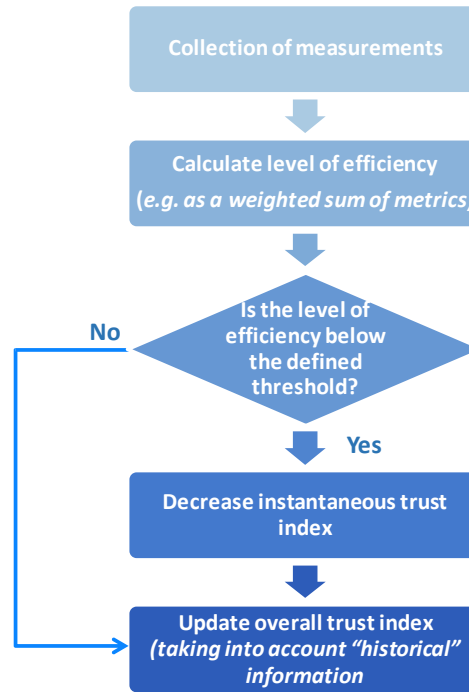 Collection of measurements
Calculate level of efficiency
(e.g. as a weighted sum of metrics)
Is the level of
efficiency below
the defined
threshold?
No
Yes
Decrease instantaneous trust
index
Update overall trust index
(taking into account “historical”
information